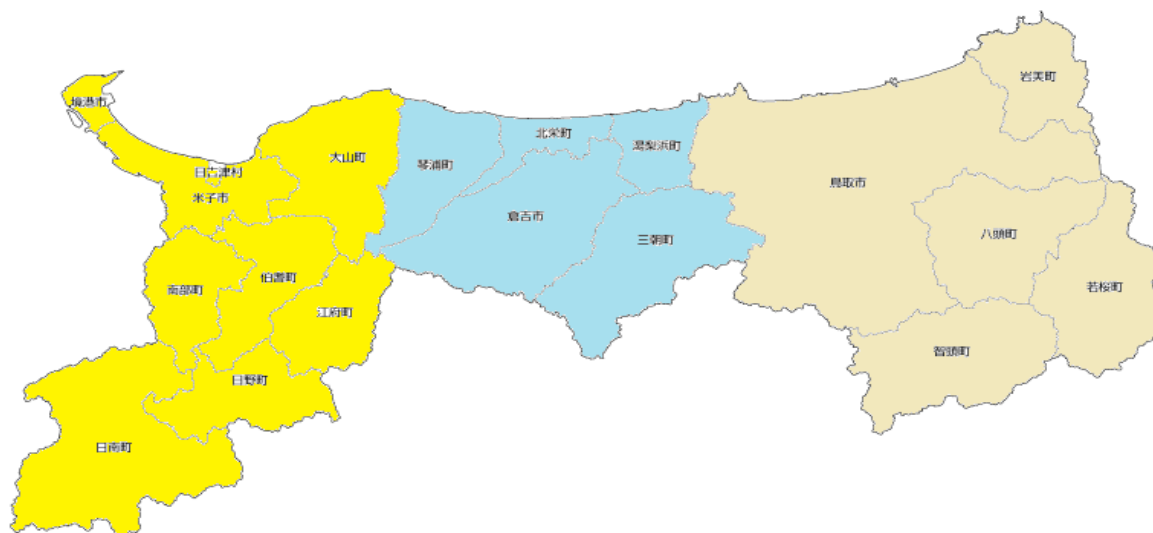 岩美町
境港市
北栄町
湯梨浜町
大山町
琴浦町
日吉津村
鳥取市
米子市
倉吉市
八頭町
三朝町
伯耆町
南部町
若桜町
江府町
智頭町
日野町
日南町